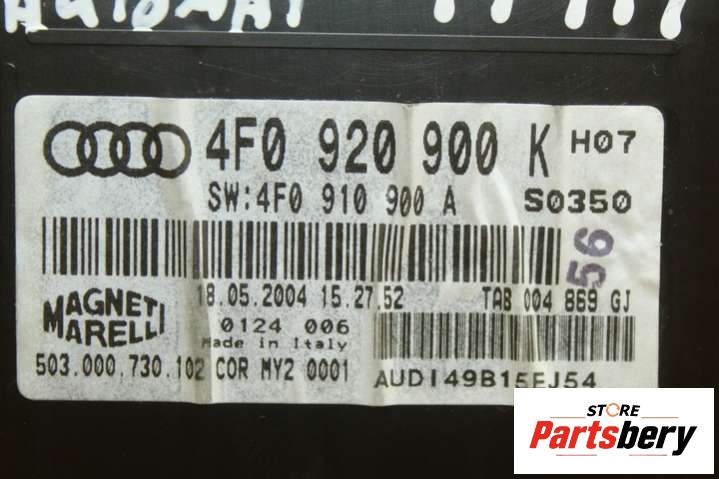 4F0 920 900 K H07
SW:4F0 910 900 A S0350
56
18.05.2004 15.27.52 TAB 004 869 GJ
MAGNETI
MARELLI
0124 006
Made in Italy
503.000.730.102 COR MY2 0001
AUDI49B15EJ54
STORE
Partsbery